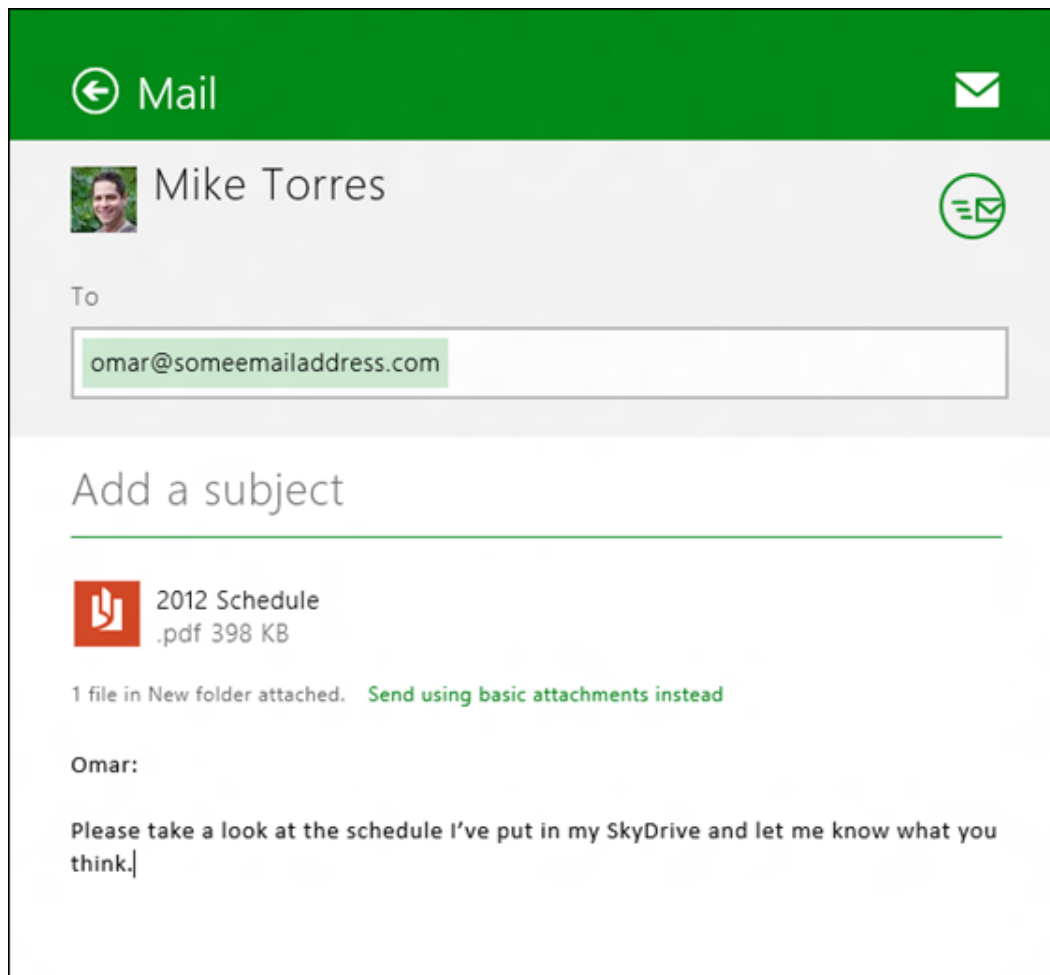 Mail
Mike Torres
To
omar@someemailaddress.com
Add a subject
2012 Schedule
.pdf 398 KB
1 file in New folder attached. Send using basic attachments instead
Omar:
Please take a look at the schedule I’ve put in my SkyDrive and let me know what you
think.